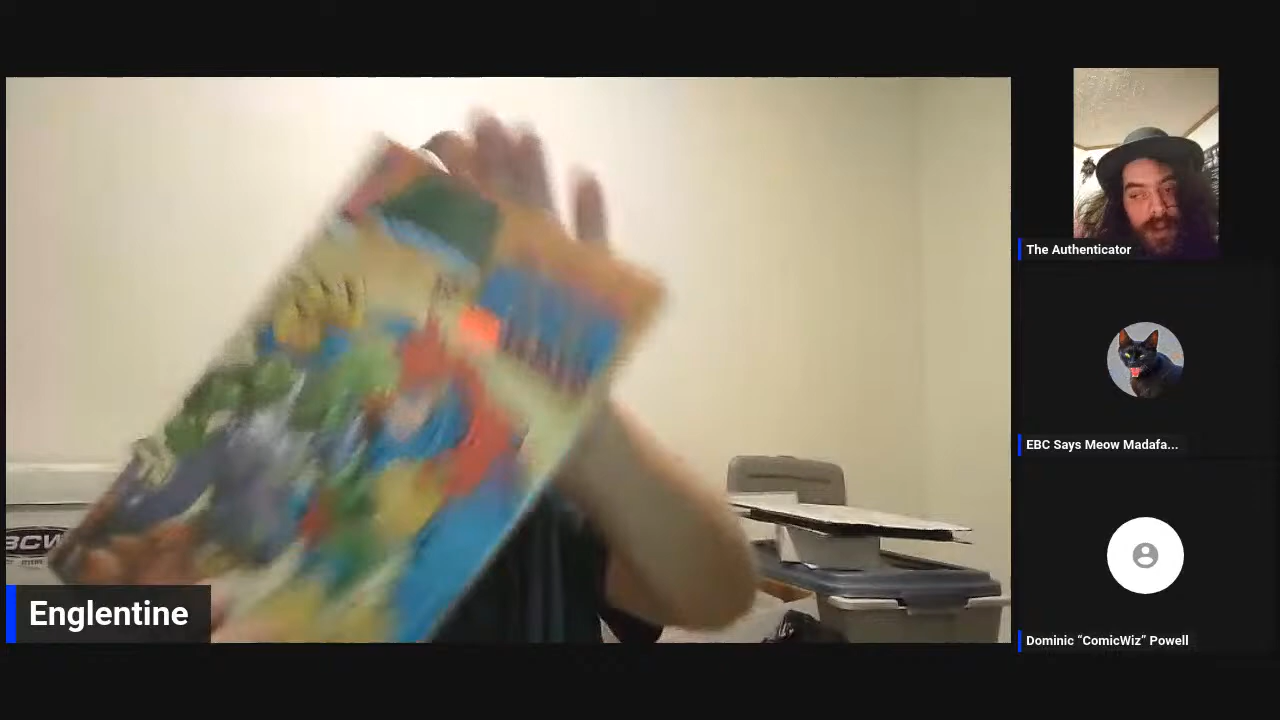 The Authenticator
EBC Says Meow Madafa...
BCW
Englentine
Dominic “ComicWiz” Powell